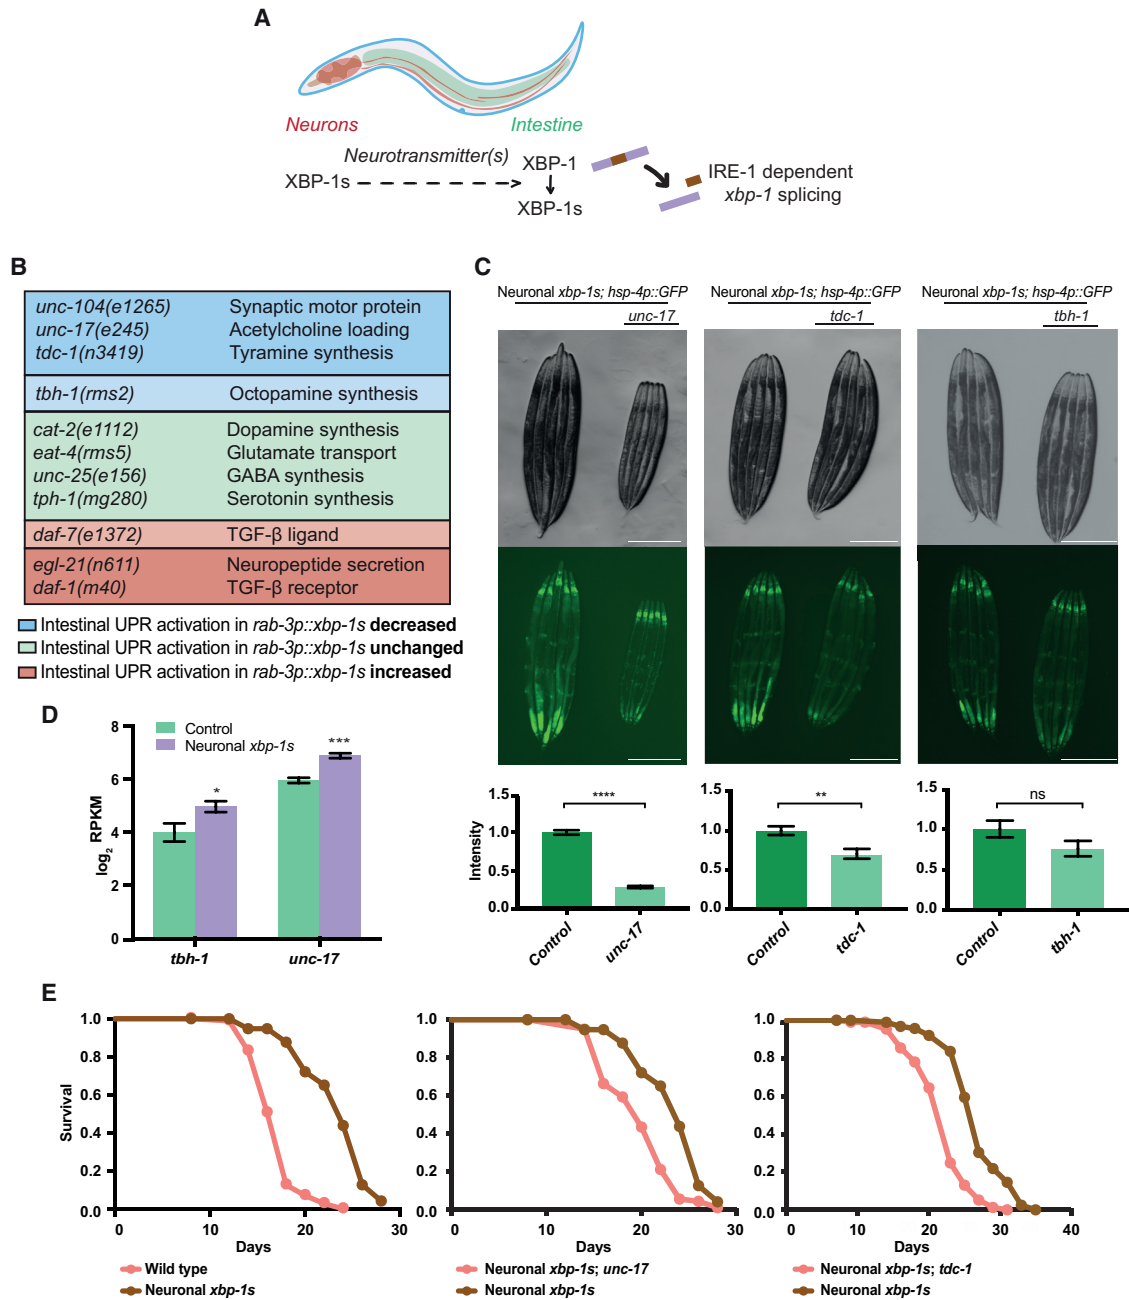 A
Neurons
Intestine
Neurotransmitter(s)
XBP-1s
XBP-1
XBP-1s
IRE-1 dependent
xbp-1 splicing
B
unc-104(e1265) Synaptic motor protein
unc-17(e245) Acetylcholine loading
tdc-1(n3419) Tyramine synthesis
tbh-1(rms2) Octopamine synthesis
cat-2(e1112) Dopamine synthesis
eat-4(rms5) Glutamate transport
unc-25(e156) GABA synthesis
tph-1(mg280) Serotonin synthesis
daf-7(e1372) TGF-β ligand
egl-21(n611) Neuropeptide secretion
daf-1(m40) TGF-β receptor
Intestinal UPR activation in rab-3p::xbp-1s decreased
Intestinal UPR activation in rab-3p::xbp-1s unchanged
Intestinal UPR activation in rab-3p::xbp-1s increased
C
Neuronal xbp-1s; hsp-4p::GFP
unc-17
Neuronal xbp-1s; hsp-4p::GFP
tdc-1
Neuronal xbp-1s; hsp-4p::GFP
tbh-1
Intensity
1.5
1.0
0.5
0.0
****
Control
unc-17
1.5
1.0
0.5
0.0
**
Control
tdc-1
1.5
1.0
0.5
0.0
ns
Control
tbh-1
D
Control
Neuronal xbp-1s
log2 RPKM
8
6
4
2
0
*
***
tbh-1
unc-17
E
Survival
1.0
0.8
0.6
0.4
0.2
0.0
0 10 20 30
Days
Wild type
Neuronal xbp-1s
1.0
0.8
0.6
0.4
0.2
0.0
0 10 20 30
Days
Neuronal xbp-1s; unc-17
Neuronal xbp-1s
1.0
0.8
0.6
0.4
0.2
0.0
0 10 20 30 40
Days
Neuronal xbp-1s; tdc-1
Neuronal xbp-1s